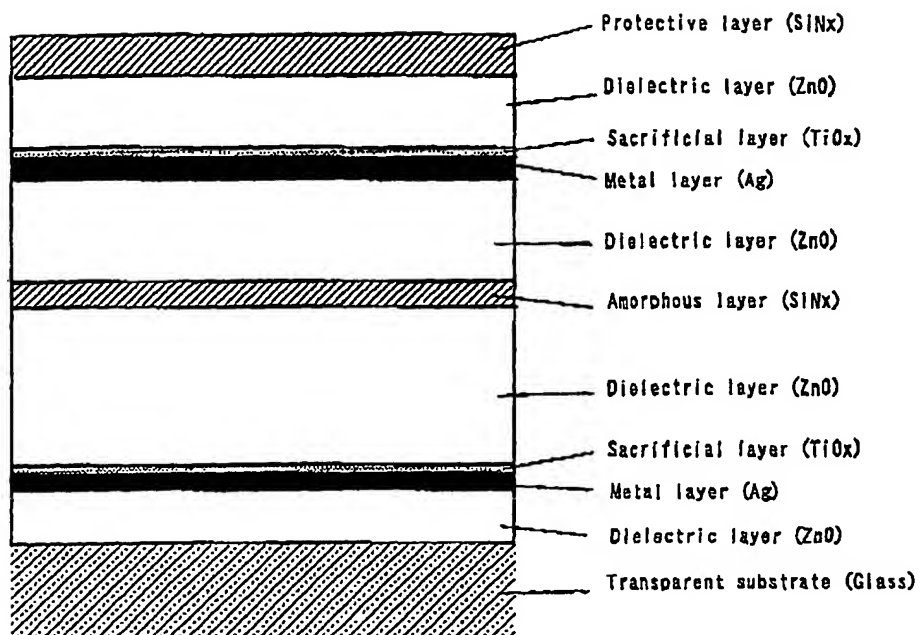 Protective layer (SiNx)
Dielectric layer (ZnO)
Sacrificial layer (TiOx)
Metal layer (Ag)
Dielectric layer (ZnO)
Amorphous layer (SiNx)
Dielectric layer (ZnO)
Sacrificial layer (TiOx)
Metal layer (Ag)
Dielectric layer (ZnO)
Transparent substrate (Glass)